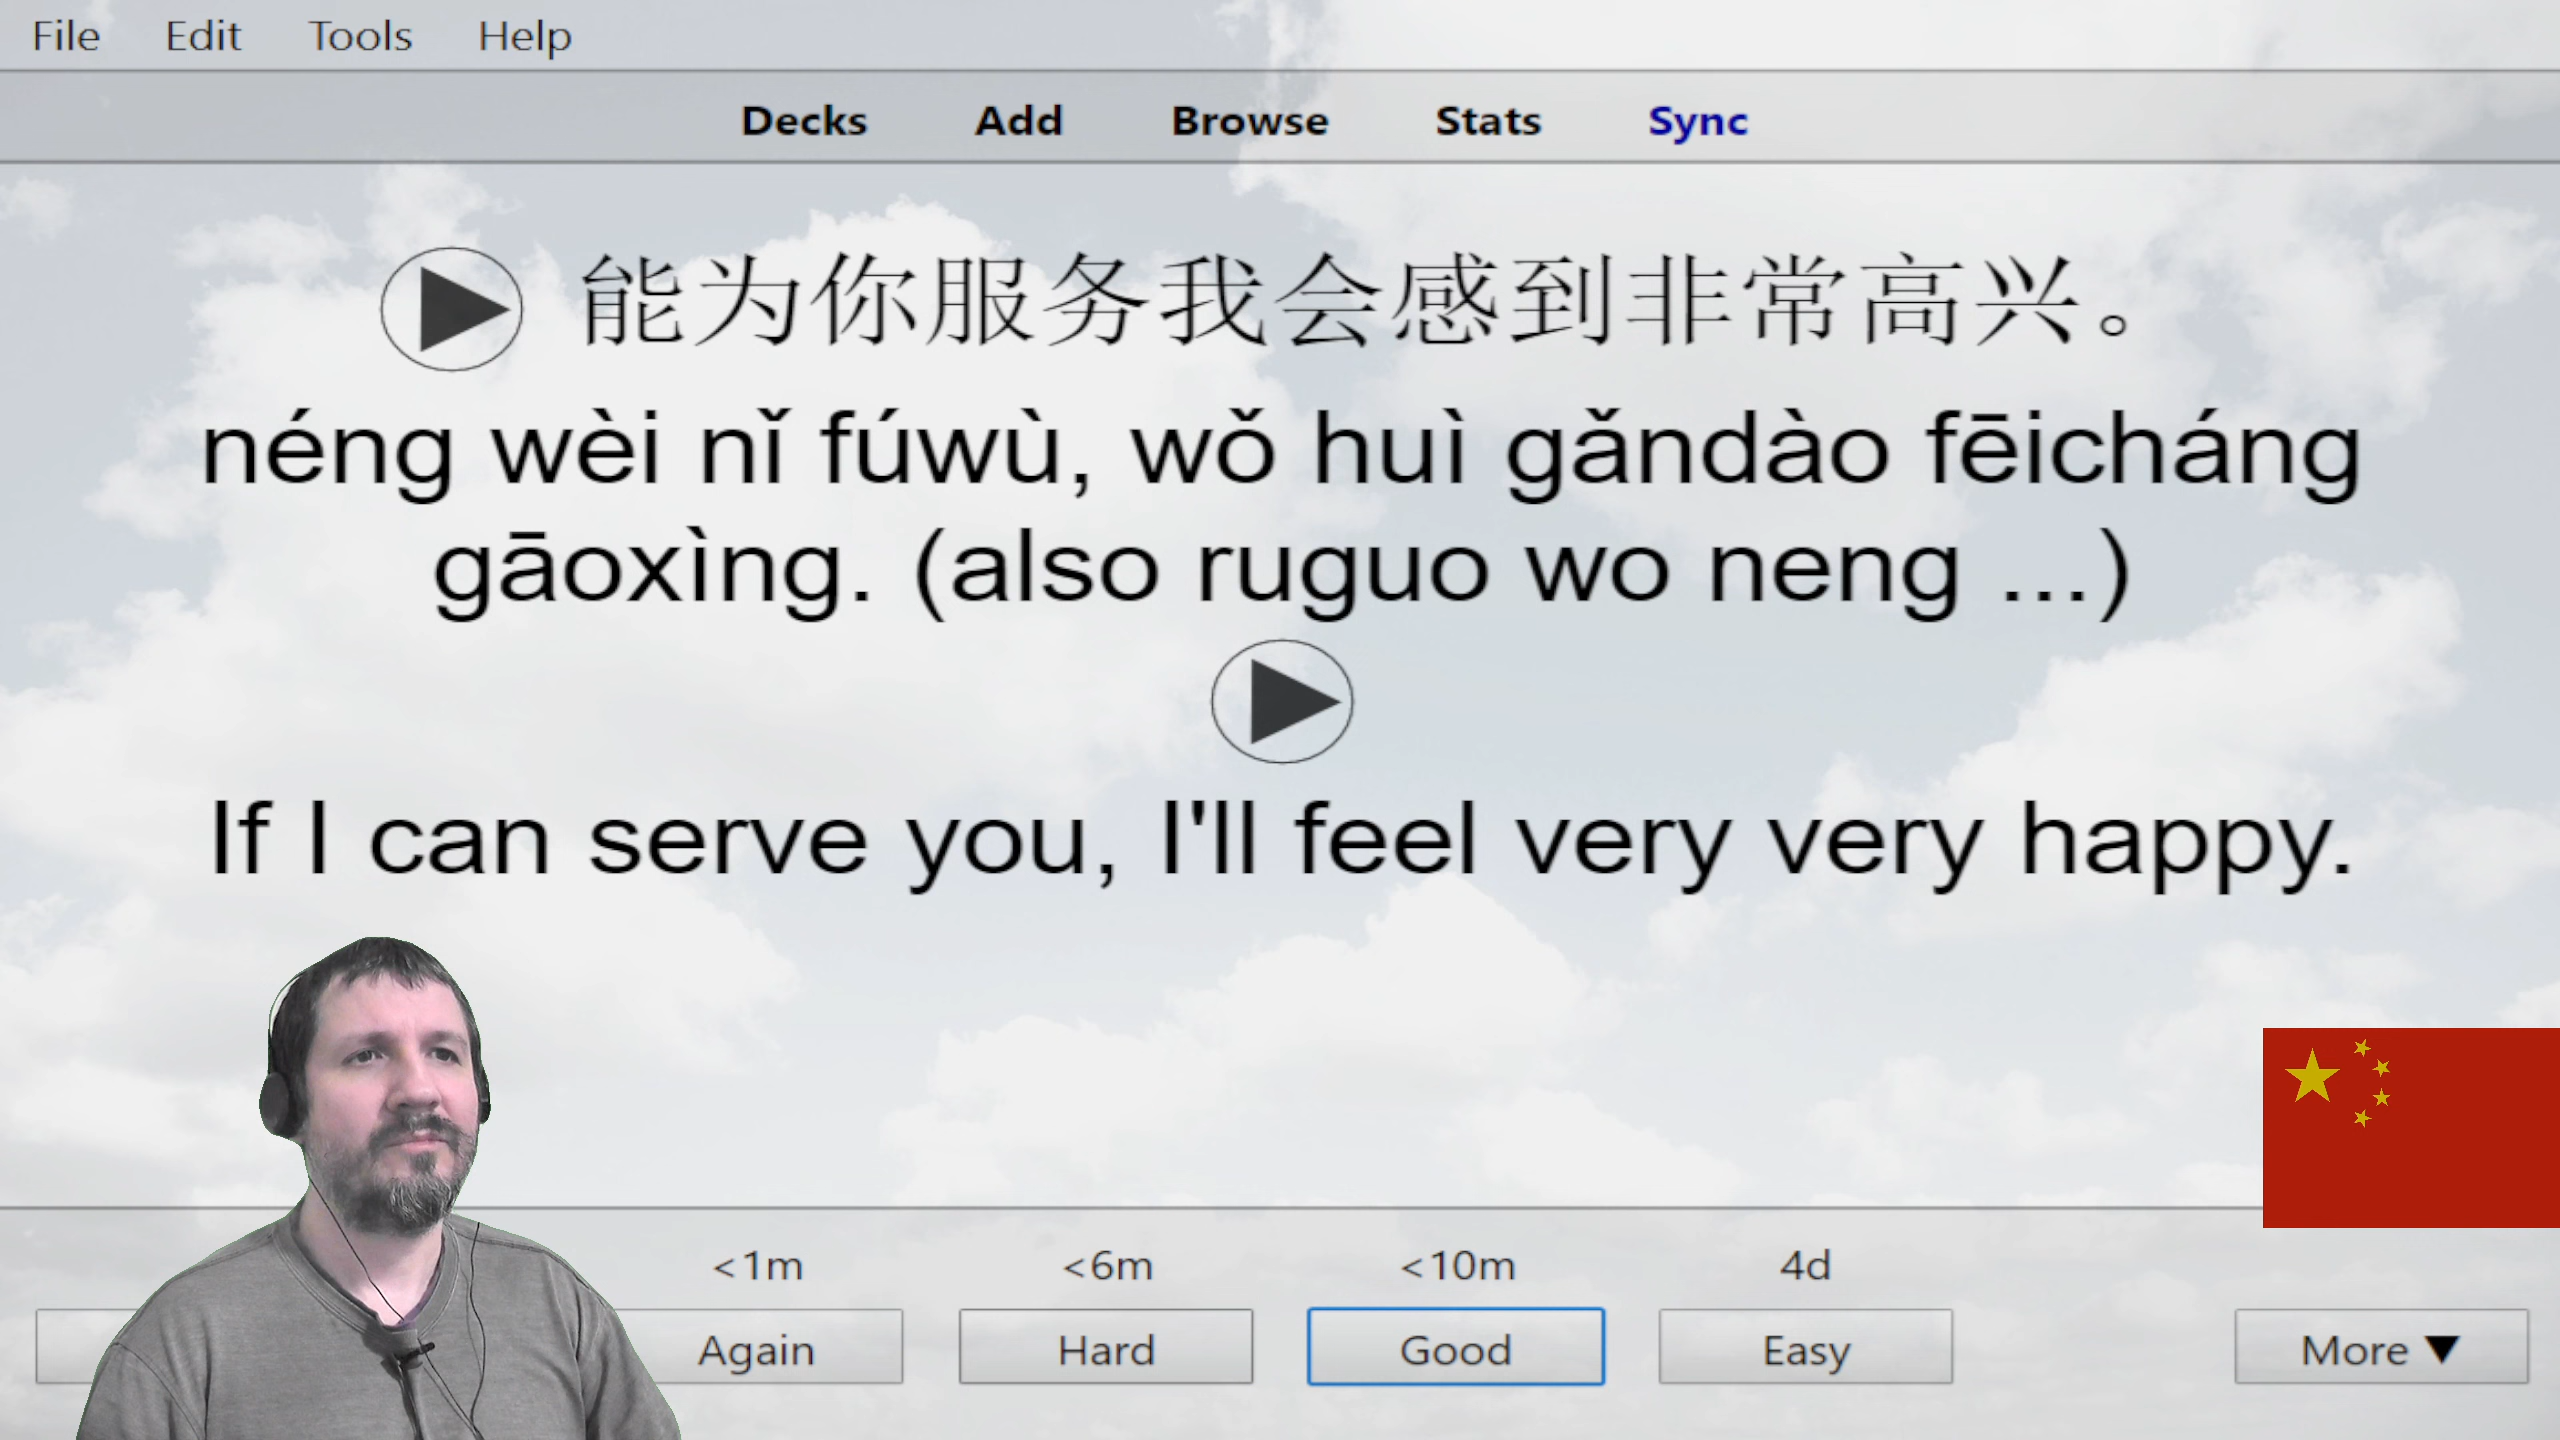 File Edit Tools Help
Decks Add Browse Stats Sync
能为你服务我会感到非常高兴。
néng wèi nǐ fúwù, wǒ huì gǎndào fēicháng
gāoxìng. (also ruguo wo neng ...)
If I can serve you, I'll feel very very happy.
<1m <6m <10m 4d
Again Hard Good Easy More ▼